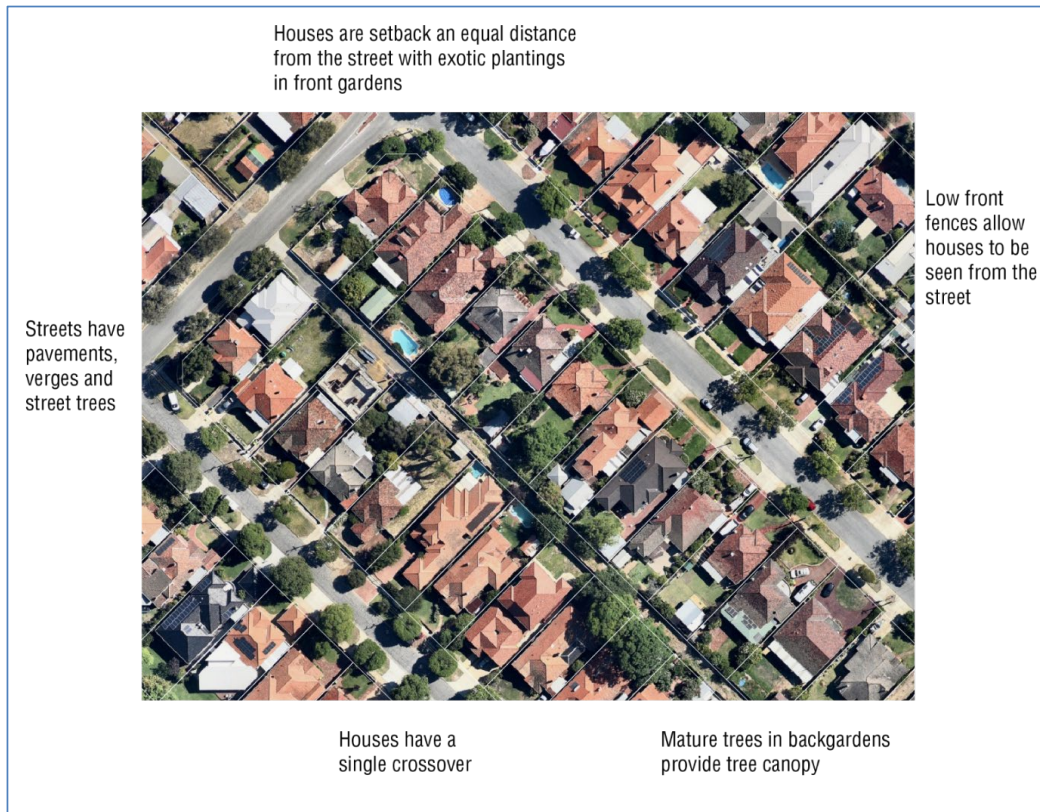 Houses are setback an equal distance
from the street with exotic plantings
in front gardens
Low front
fences allow
houses to be
seen from the
street
Streets have
pavements,
verges and
street trees
Houses have a
single crossover
Mature trees in backgardens
provide tree canopy